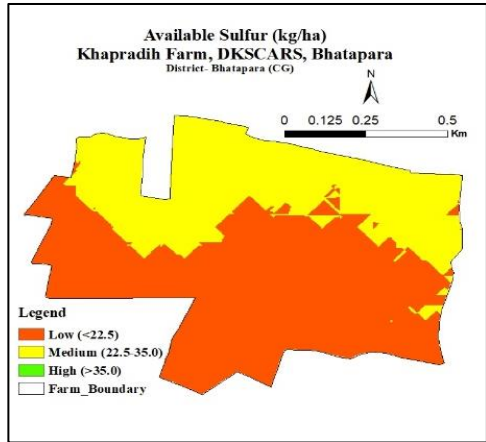 Available Sulfur (kg/ha)
Khapradih Farm, DKSCARS, Bhatapara
District- Bhatapara (CG)
N
0 0.125 0.25 0.5
Km
Legend
Low (<22.5)
Medium (22.5-35.0)
High (>35.0)
Farm_Boundary